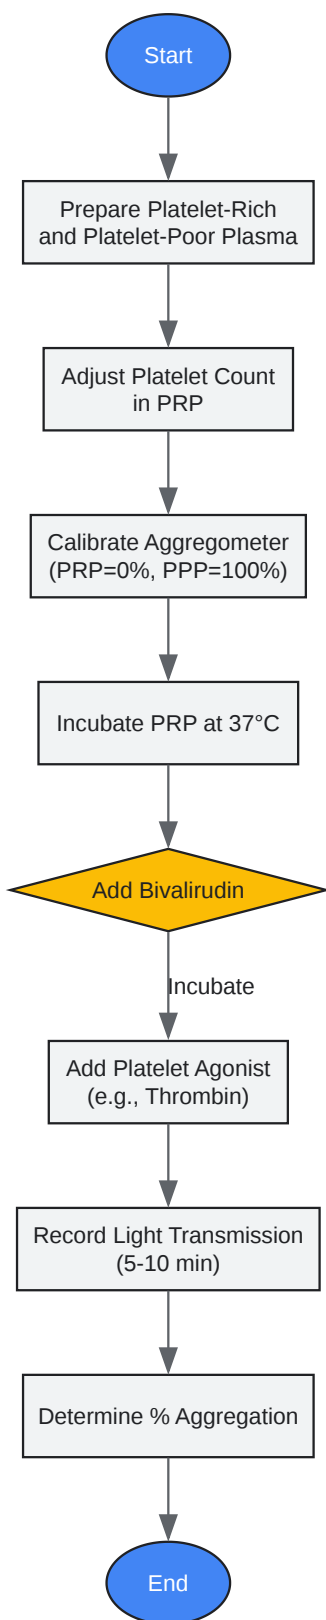 Start
Prepare Platelet-Rich
and Platelet-Poor Plasma
Adjust Platelet Count
in PRP
Calibrate Aggregometer
(PRP=0%, PPP=100%)
Incubate PRP at 37°C
Add Bivalirudin
Incubate
Add Platelet Agonist
(e.g., Thrombin)
Record Light Transmission
(5-10 min)
Determine % Aggregation
End